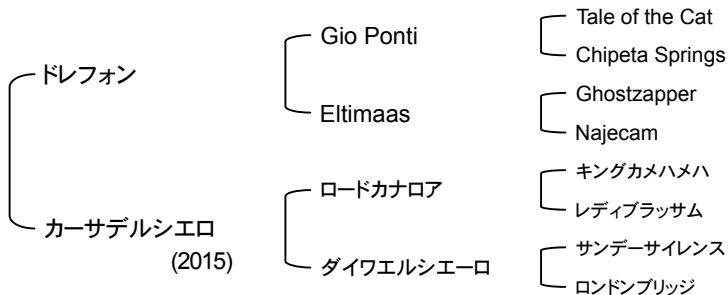 ドレフォン
カーサデルシエロ
(2015)
Gio Ponti
Eltimaas
ロードカナロア
ダイワエルシエーロ
Tale of the Cat
Chipeta Springs
Ghostzapper
Najecam
キングカメハメハ
レディブラッサム
サンデーサイレンス
ロンドンブリッジ